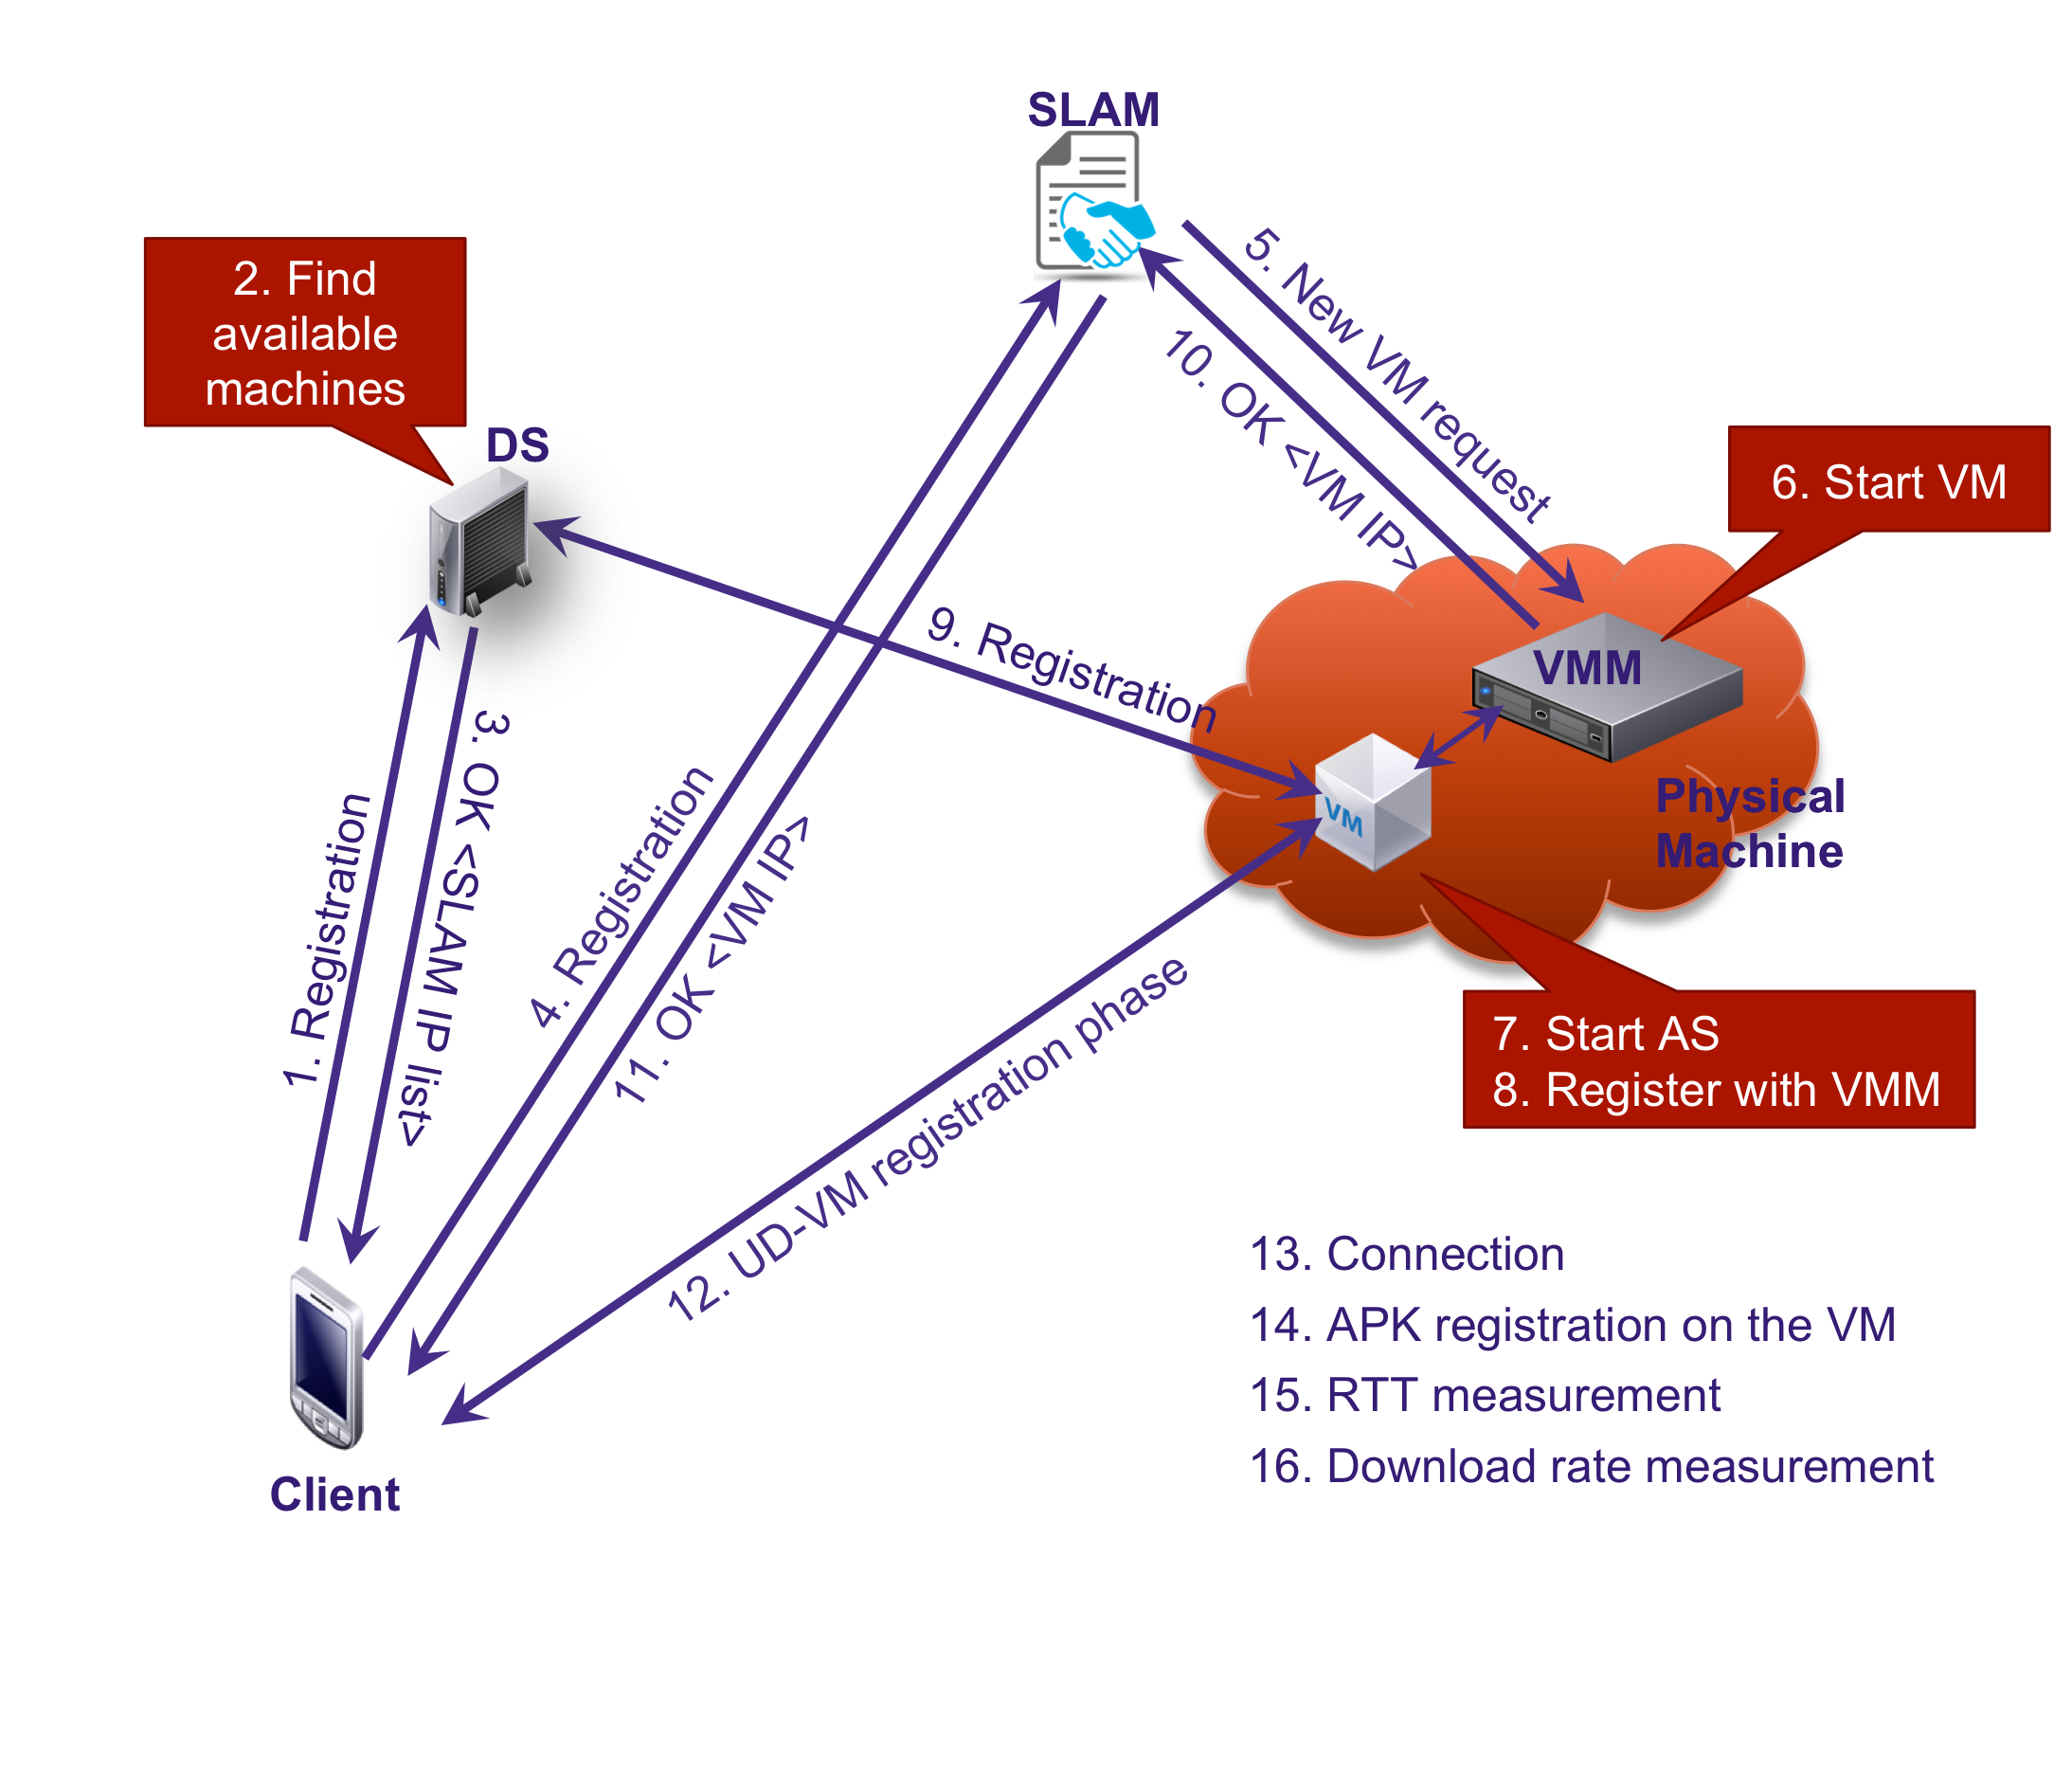 SLAM
2. Find
available
machines
DS
5. New VM request
10. OK <VM IP>
6. Start VM
9. Registration
VMM
VM
Physical
Machine
1. Registration
3. OK <SLAM IP list>
4. Registration
11. OK <VM IP>
12. UD-VM registration phase
7. Start AS
8. Register with VMM
13. Connection
14. APK registration on the VM
15. RTT measurement
16. Download rate measurement
Client